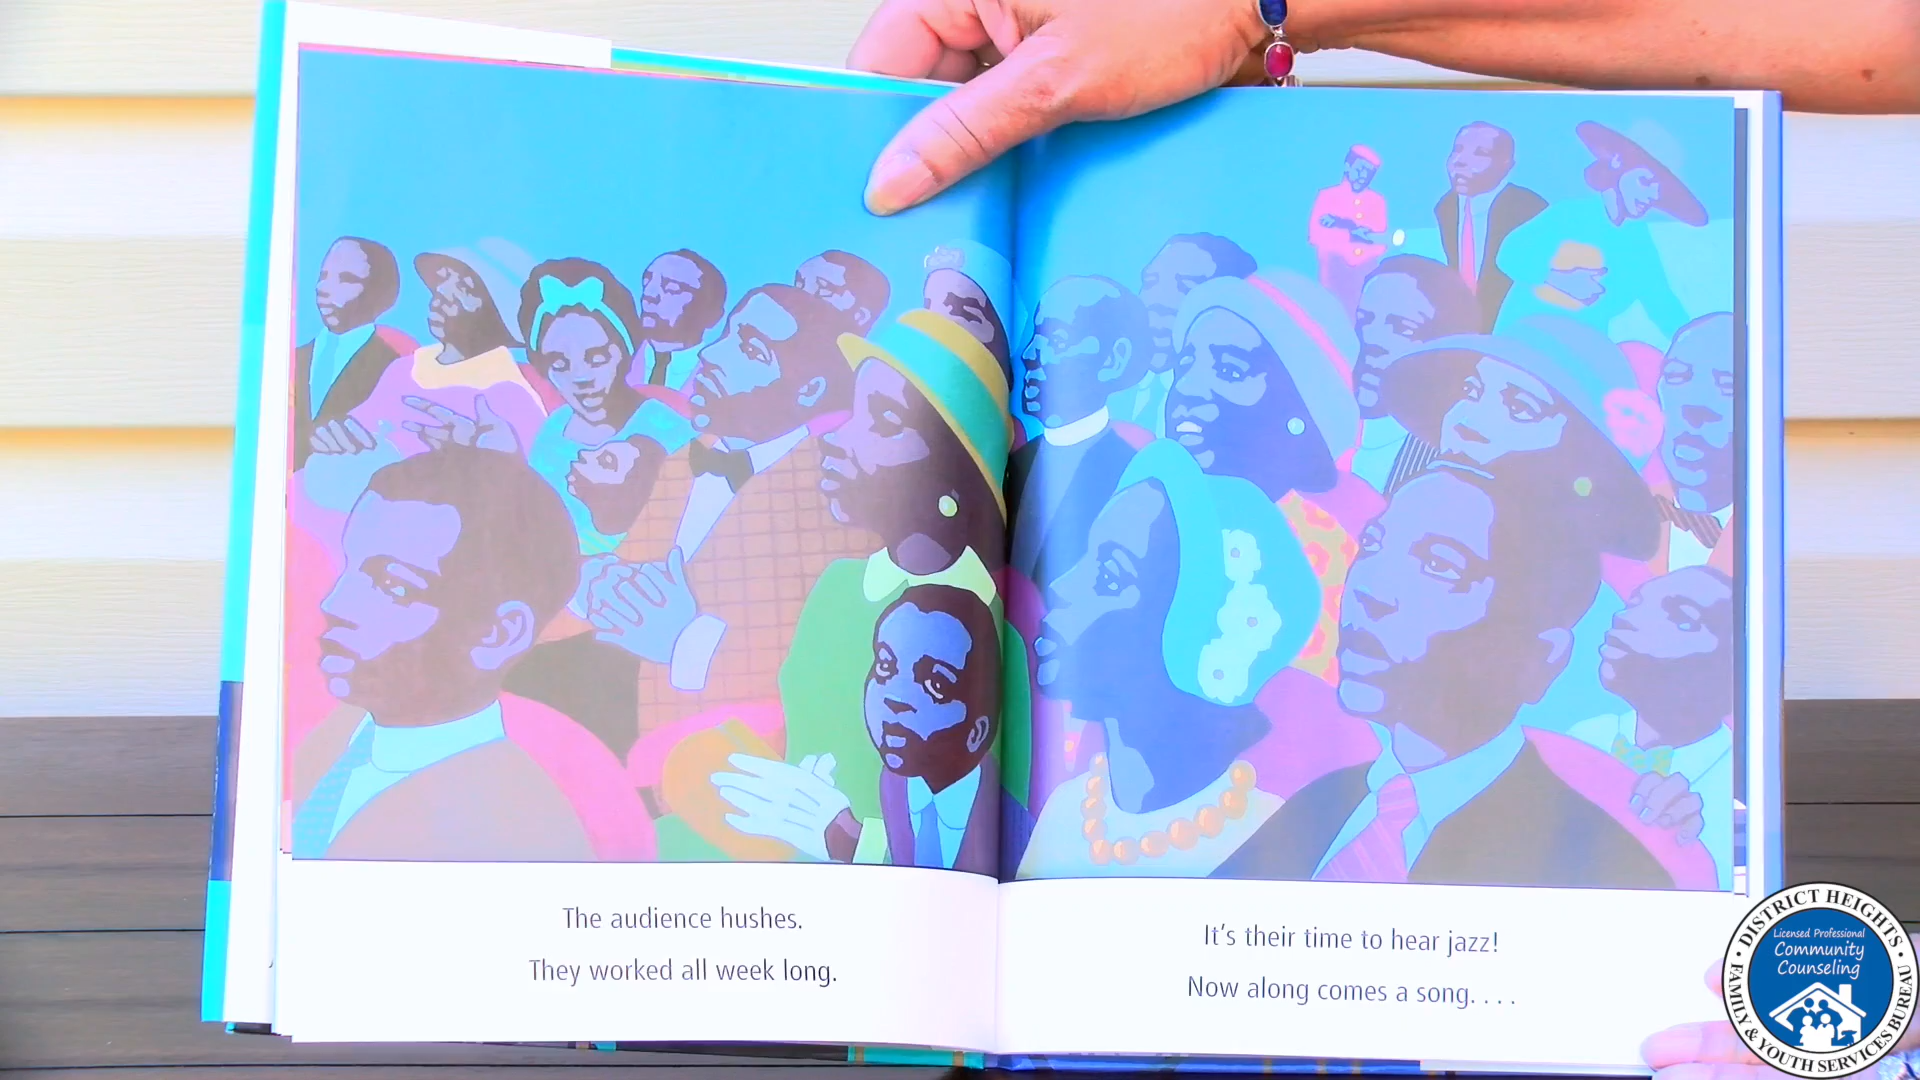 The audience hushes.
They worked all week long.
It's their time to hear jazz!
Now along comes a song. . . .
DISTRICT HEIGHTS
Licensed Professional
Community
Counseling
FAMILY & YOUTH SERVICES BUREAU